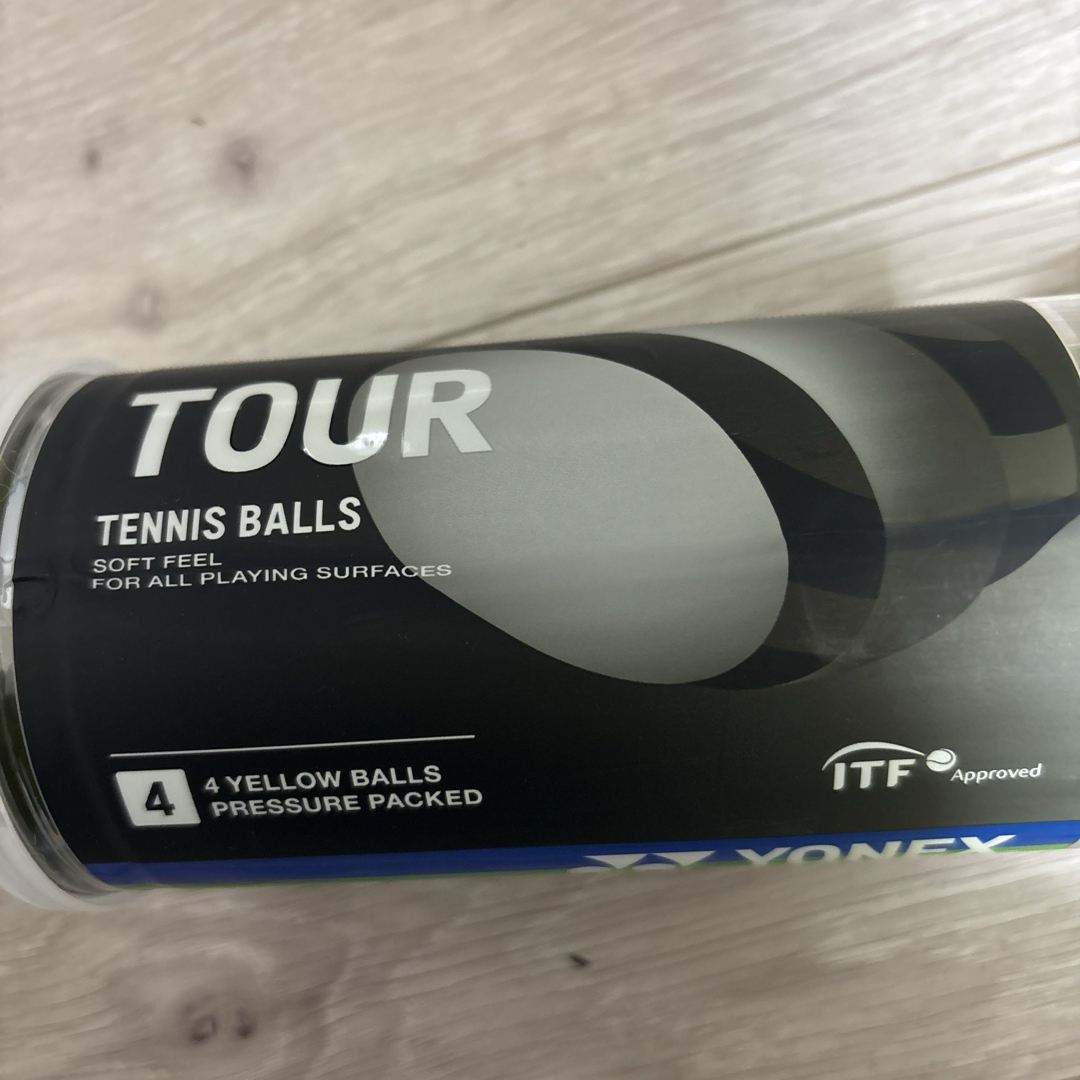 TOUR
TENNIS BALLS
SOFT FEEL
FOR ALL PLAYING SURFACES
4
4 YELLOW BALLS
PRESSURE PACKED
ITF Approved
YONEX